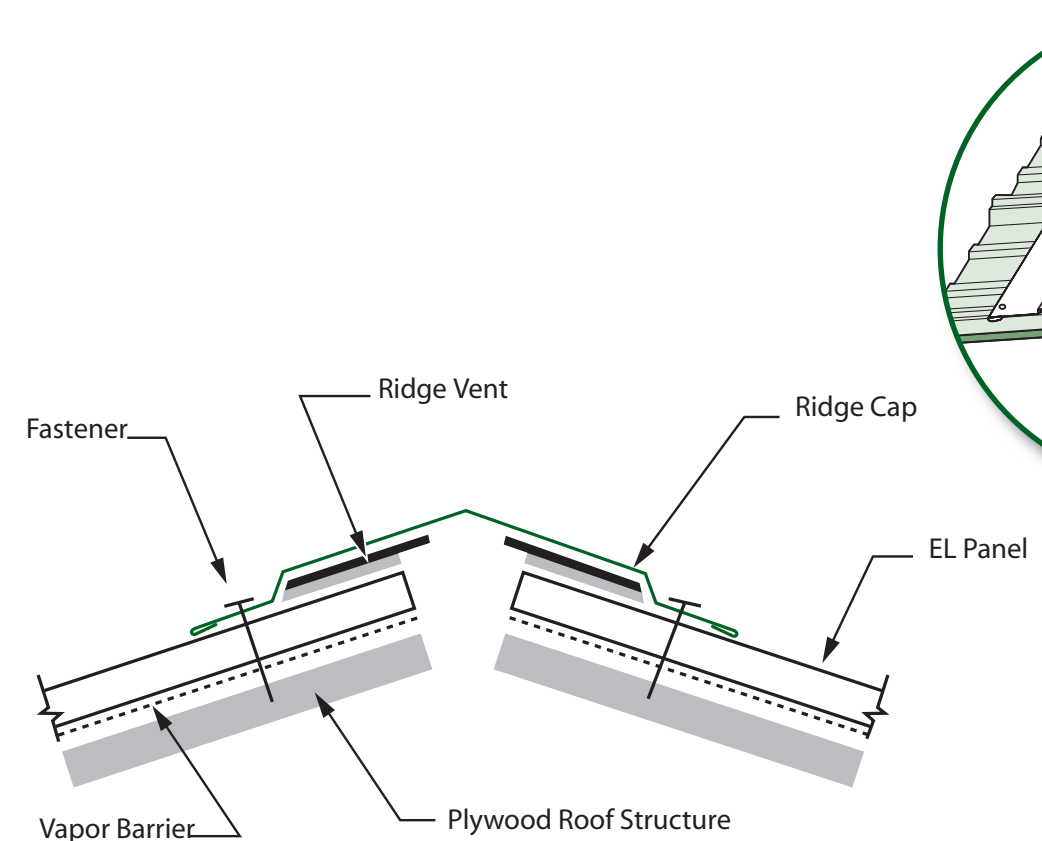 Ridge Vent
Ridge Cap
Fastener
EL Panel
Plywood Roof Structure
Vapor Barrier